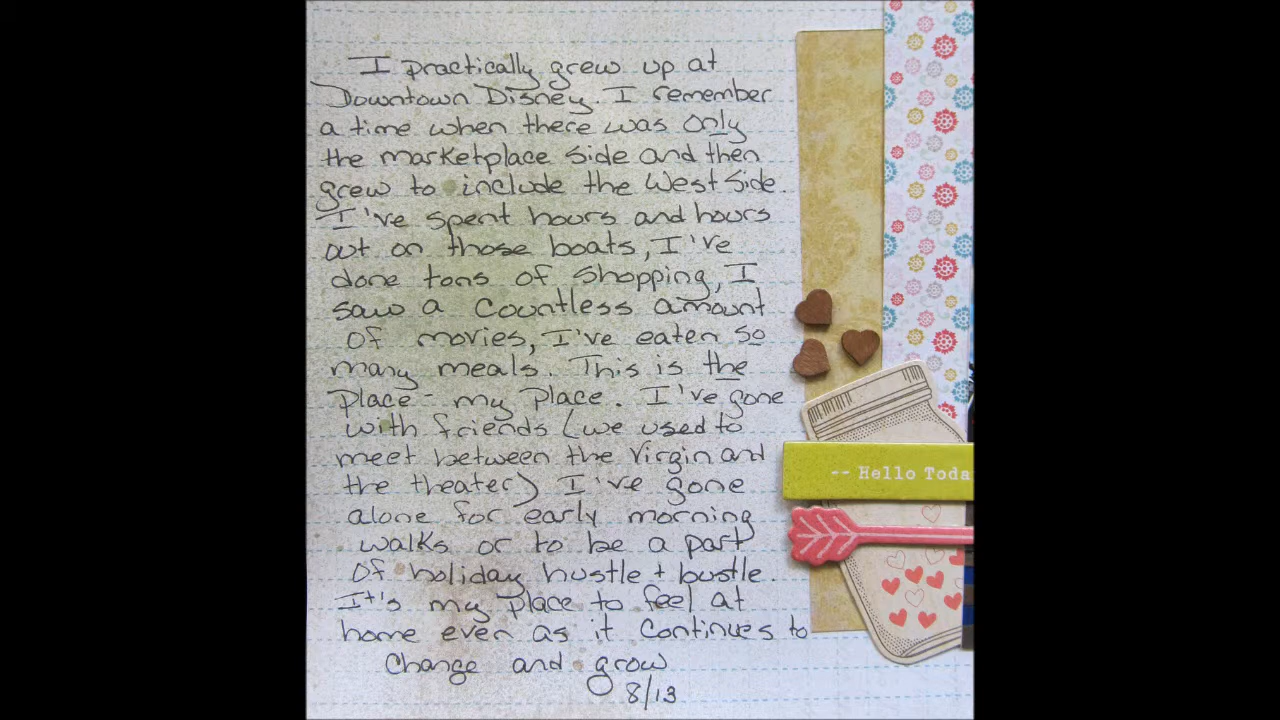 I practically grew up at
Downtown Disney. I remember
a time when there was only
the marketplace side and then
grew to include the West Side.
I've spent hours and hours
out on those boats, I've
done tons of shopping, I
saw a countless amount
of movies, I've eaten so
many meals. This is the
place - my place. I've gone
with friends (we used to
meet between the Virgin and
the theater) I've gone
alone for early morning
walks or to be a part
of holiday hustle + bustle.
It's my place to feel at
home even as it continues to
change and grow
8/13
-- Hello Toda